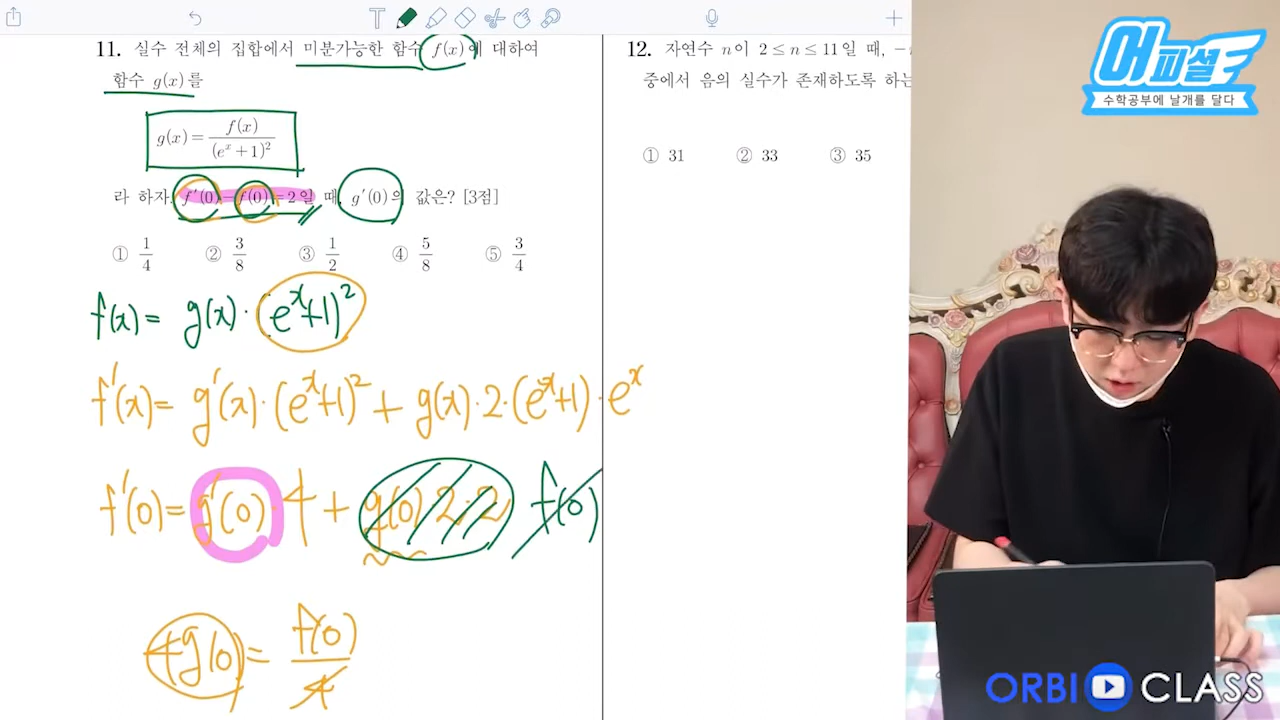 11. 실수 전체의 집합에서 미분가능한 함수 f(x)에 대하여
함수 g(x)를
g(x) = f(x) / (eˣ+1)²
라 하자. f′(0) − f(0) = 2일 때, g′(0)의 값은? [3점]
① 1/4 ② 3/8 ③ 1/2 ④ 5/8 ⑤ 3/4
f(x) = g(x)·(eˣ+1)²
f′(x) = g′(x)·(eˣ+1)² + g(x)·2·(eˣ+1)·eˣ
f′(0) = g′(0)·4 + g(0)·2·2 f(0)
4g(0) = f(0) / 4
12. 자연수 n이 2 ≤ n ≤ 11일 때, −
중에서 음의 실수가 존재하도록 하는
① 31 ② 33 ③ 35
어피셜
수학공부에 날개를 달다
ORBI CLASS